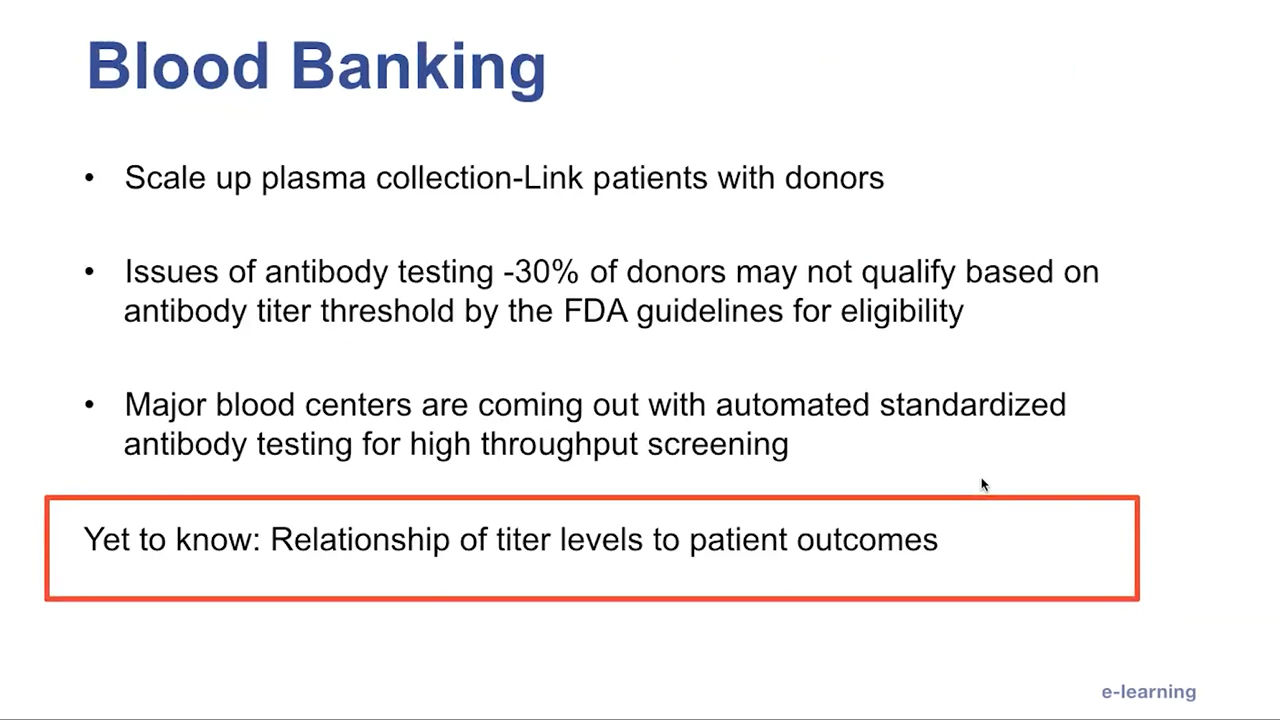 Blood Banking
• Scale up plasma collection-Link patients with donors
• Issues of antibody testing -30% of donors may not qualify based on
antibody titer threshold by the FDA guidelines for eligibility
• Major blood centers are coming out with automated standardized
antibody testing for high throughput screening
Yet to know: Relationship of titer levels to patient outcomes
e-learning